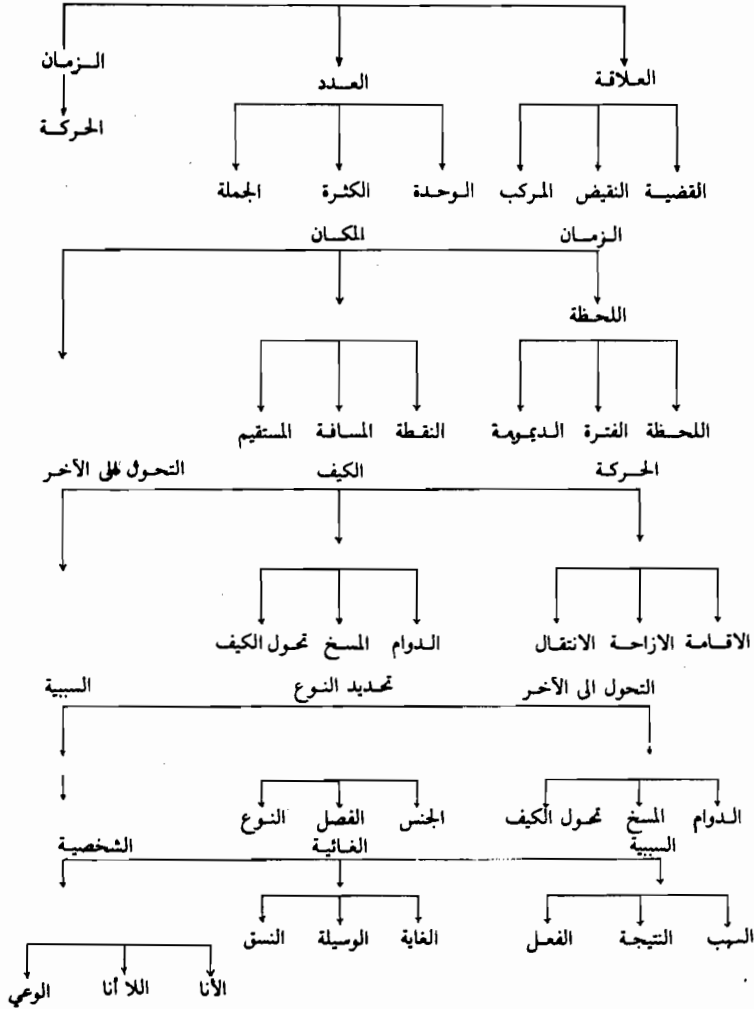 العلاقة العدد الزمان
الحركة
القضية النقيض المركب الوحدة الكثرة الجملة
الزمان المكان
اللحظة
اللحظة الفترة الديمومة النقطة المسافة المستقيم
الحركة الكيف التحول الى الآخر
الاقامة الازاحة الانتقال الدوام المسخ تحول الكيف
التحول الى الآخر تحديد النوع السببية
الدوام المسخ تحول الكيف الجنس الفصل النوع
السببية الغائية الشخصية
السبب النتيجة الفعل الغاية الوسيلة النسق
الأنا اللا أنا الوعي